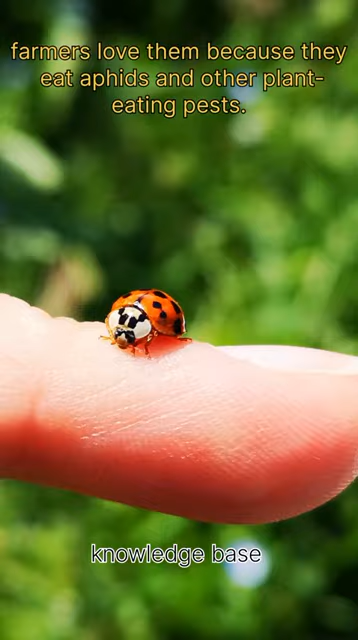 farmers love them because they
eat aphids and other plant-
eating pests.
knowledge base